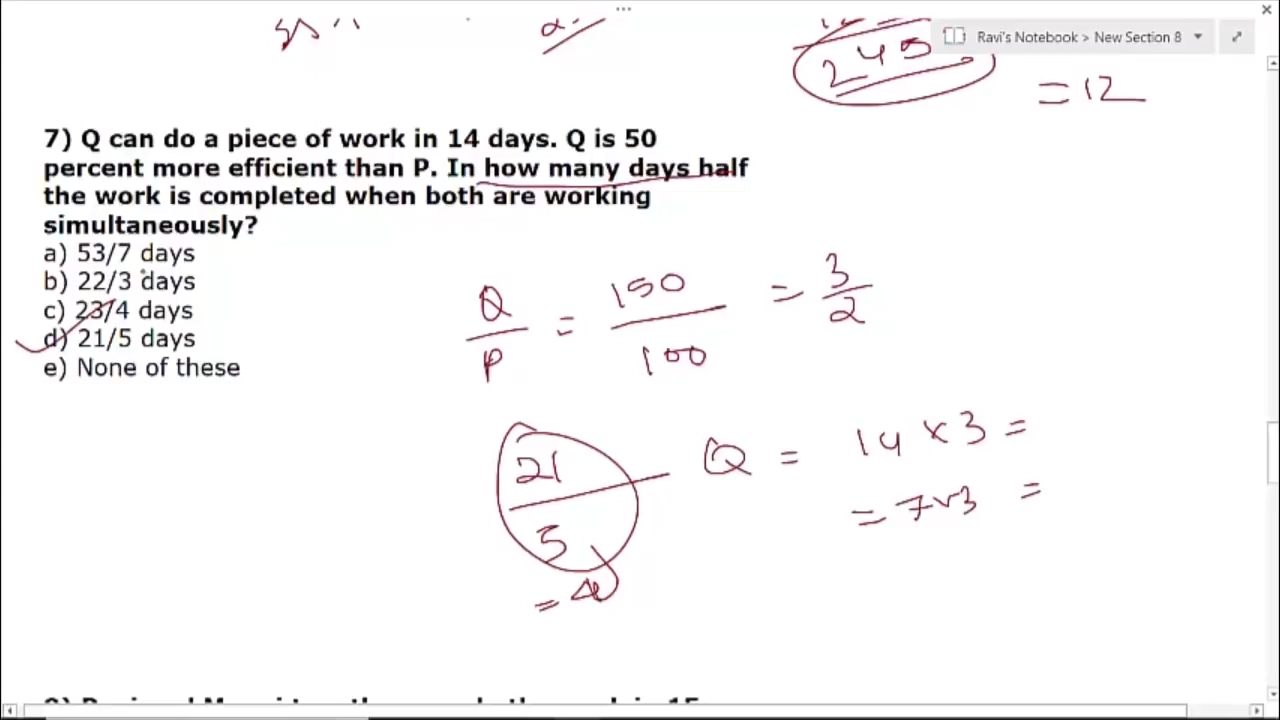 245
= 12
Ravi's Notebook > New Section 8
7) Q can do a piece of work in 14 days. Q is 50
percent more efficient than P. In how many days half
the work is completed when both are working
simultaneously?
a) 53/7 days
b) 22/3 days
c) 23/4 days
d) 21/5 days
e) None of these
Q/P = 150/100 = 3/2
21/5 Q = 14 x 3 =
= 7x3 =
= 4